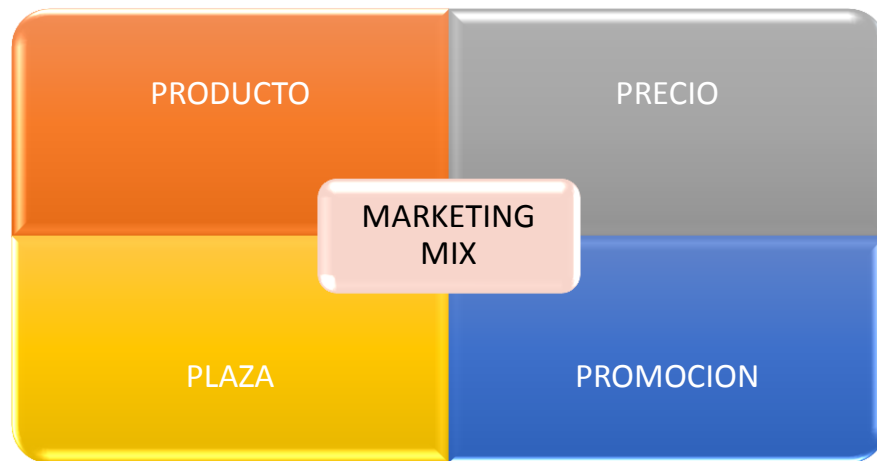 PRODUCTO
PRECIO
MARKETING
MIX
PLAZA
PROMOCION